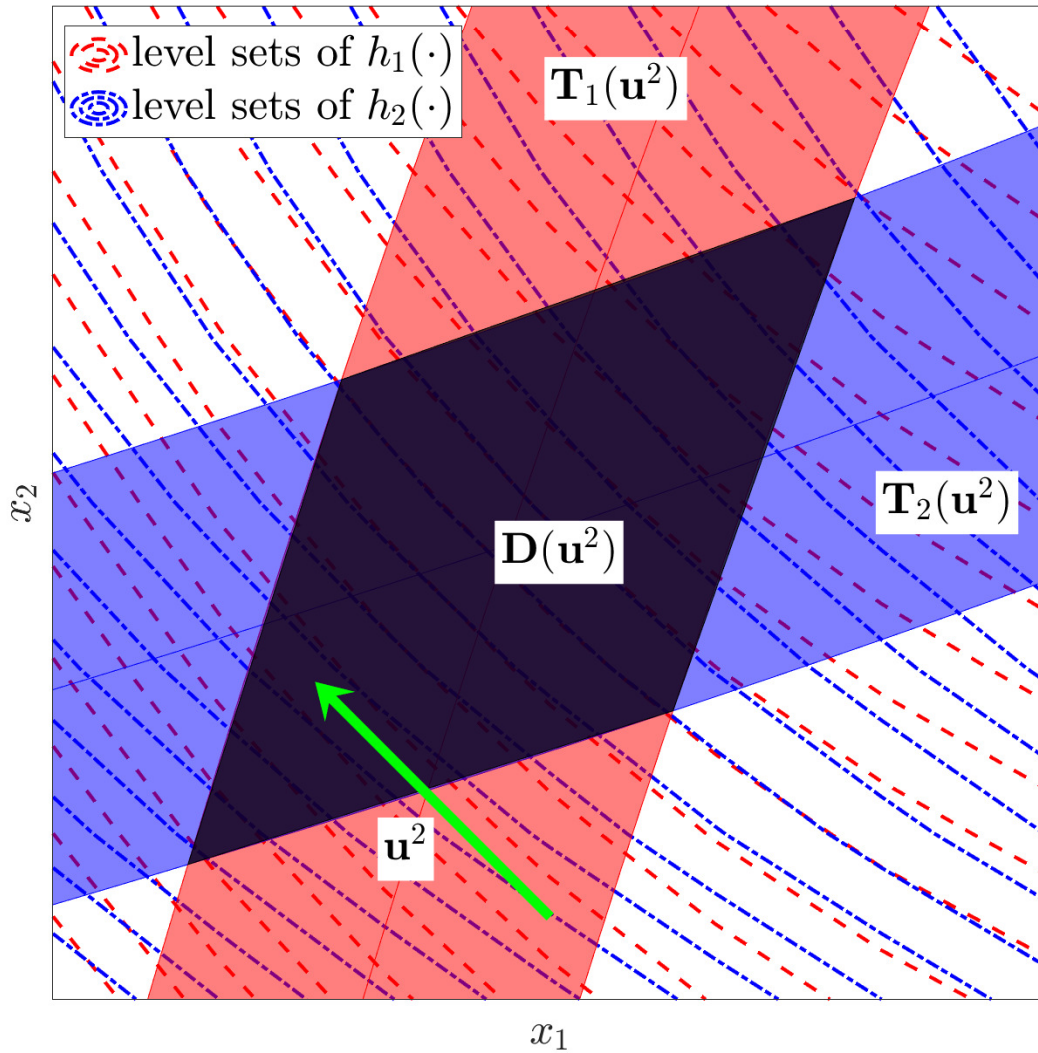 level sets of h₁(·)
level sets of h₂(·)
T₁(u²)
T₂(u²)
D(u²)
u²
x₂
x₁